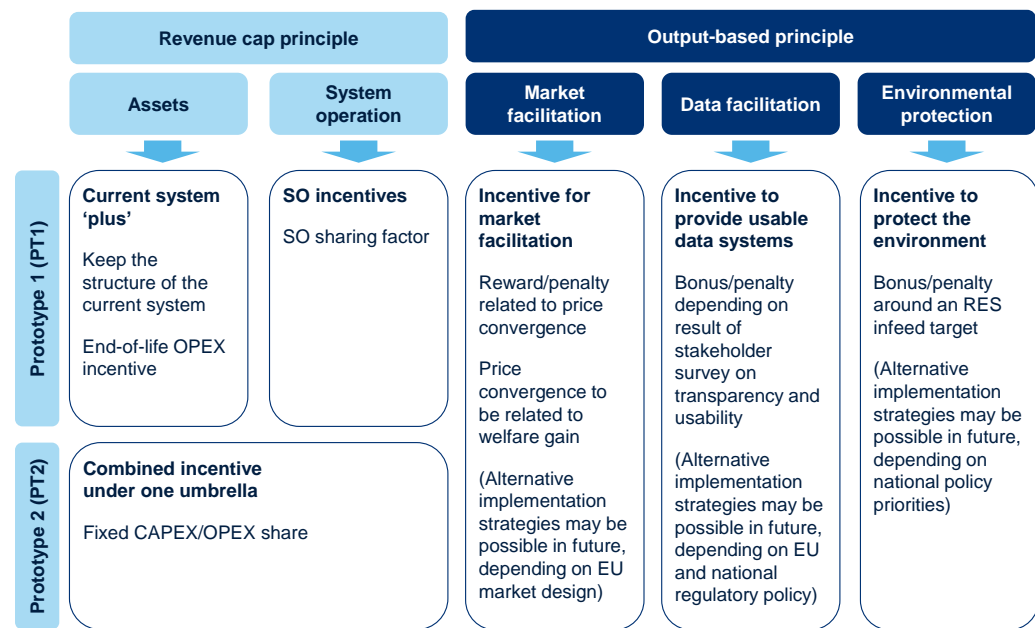 Revenue cap principle
Output-based principle
Assets
System
operation
Market
facilitation
Data facilitation
Environmental
protection
Prototype 1 (PT1)
Current system
‘plus’
Keep the
structure of the
current system
End-of-life OPEX
incentive
SO incentives
SO sharing factor
Incentive for
market
facilitation
Reward/penalty
related to price
convergence
Price
convergence to
be related to
welfare gain
(Alternative
implementation
strategies may be
possible in future,
depending on EU
market design)
Incentive to
provide usable
data systems
Bonus/penalty
depending on
result of
stakeholder
survey on
transparency and
usability
(Alternative
implementation
strategies may be
possible in future,
depending on EU
and national
regulatory policy)
Incentive to
protect the
environment
Bonus/penalty
around an RES
infeed target
(Alternative
implementation
strategies may be
possible in future,
depending on
national policy
priorities)
Prototype 2 (PT2)
Combined incentive
under one umbrella
Fixed CAPEX/OPEX share